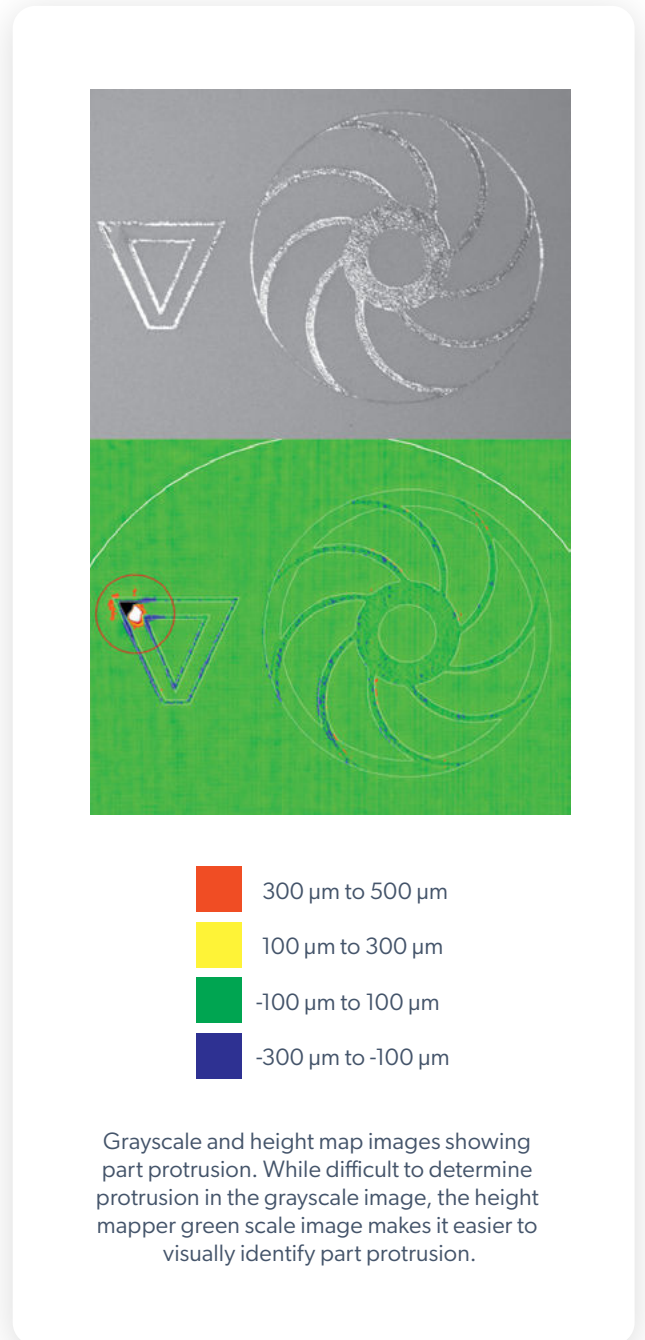 300 µm to 500 µm
100 µm to 300 µm
-100 µm to 100 µm
-300 µm to -100 µm
Grayscale and height map images showing
part protrusion. While difficult to determine
protrusion in the grayscale image, the height
mapper green scale image makes it easier to
visually identify part protrusion.